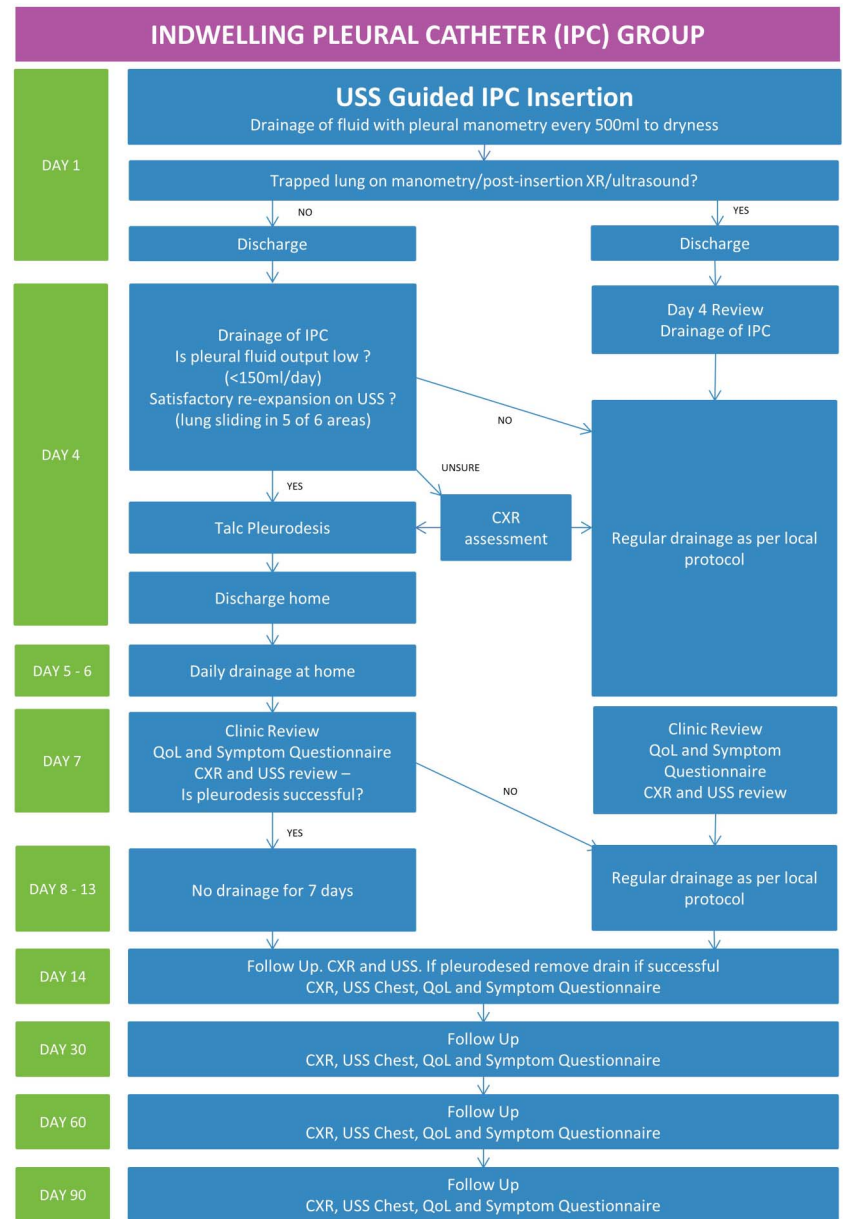 INDWELLING PLEURAL CATHETER (IPC) GROUP
DAY 1
USS Guided IPC Insertion
Drainage of fluid with pleural manometry every 500ml to dryness
Trapped lung on manometry/post-insertion XR/ultrasound?
NO
YES
Discharge
Discharge
DAY 4
Drainage of IPC
Is pleural fluid output low ?
(<150ml/day)
Satisfactory re-expansion on USS ?
(lung sliding in 5 of 6 areas)
Day 4 Review
Drainage of IPC
NO
UNSURE
YES
Talc Pleurodesis
CXR
assessment
Regular drainage as per local
protocol
Discharge home
DAY 5 - 6
Daily drainage at home
DAY 7
Clinic Review
QoL and Symptom Questionnaire
CXR and USS review –
Is pleurodesis successful?
Clinic Review
QoL and Symptom
Questionnaire
CXR and USS review
NO
YES
DAY 8 - 13
No drainage for 7 days
Regular drainage as per local
protocol
DAY 14
Follow Up. CXR and USS. If pleurodesed remove drain if successful
CXR, USS Chest, QoL and Symptom Questionnaire
DAY 30
Follow Up
CXR, USS Chest, QoL and Symptom Questionnaire
DAY 60
Follow Up
CXR, USS Chest, QoL and Symptom Questionnaire
DAY 90
Follow Up
CXR, USS Chest, QoL and Symptom Questionnaire